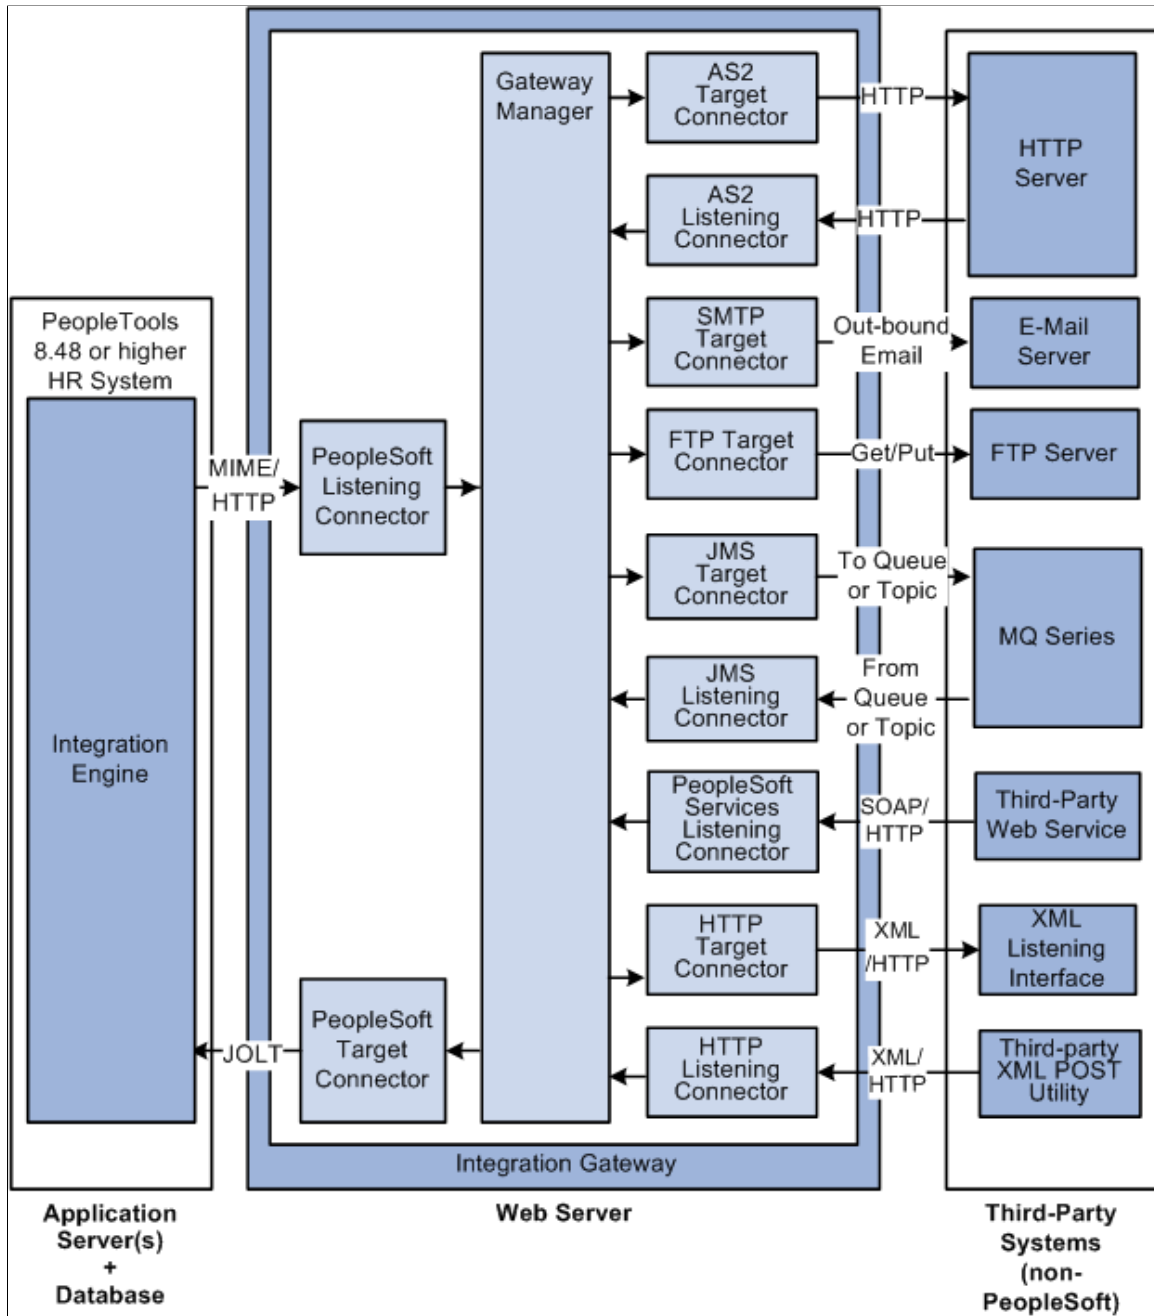 PeopleTools
8.48 or higher
HR System
Integration
Engine
Application
Server(s)
+
Database
MIME/
HTTP
JOLT
PeopleSoft
Listening
Connector
PeopleSoft
Target
Connector
Gateway
Manager
AS2
Target
Connector
AS2
Listening
Connector
SMTP
Target
Connector
FTP Target
Connector
JMS
Target
Connector
JMS
Listening
Connector
PeopleSoft
Services
Listening
Connector
HTTP
Target
Connector
HTTP
Listening
Connector
Integration Gateway
Web Server
HTTP
HTTP
Out-bound
Email
Get/Put
To Queue
or Topic
From
Queue
or Topic
SOAP/
HTTP
XML
/HTTP
XML/
HTTP
HTTP
Server
E-Mail
Server
FTP Server
MQ Series
Third-Party
Web Service
XML
Listening
Interface
Third-party
XML POST
Utility
Third-Party
Systems
(non-
PeopleSoft)